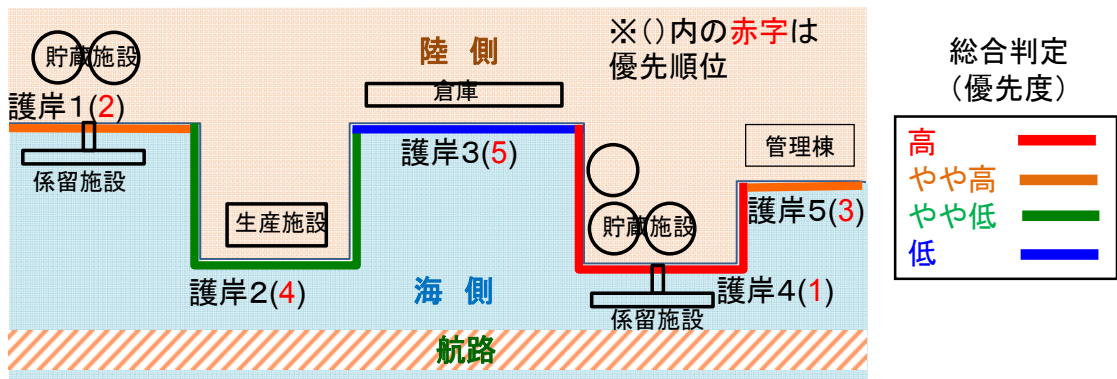 ※()内の赤字は
優先順位
陸 側
貯蔵施設
倉庫
護岸1(2)
護岸3(5)
管理棟
係留施設
生産施設
貯蔵施設
護岸5(3)
護岸2(4)
海 側
護岸4(1)
係留施設
航路
総合判定
(優先度)
高
やや高
やや低
低